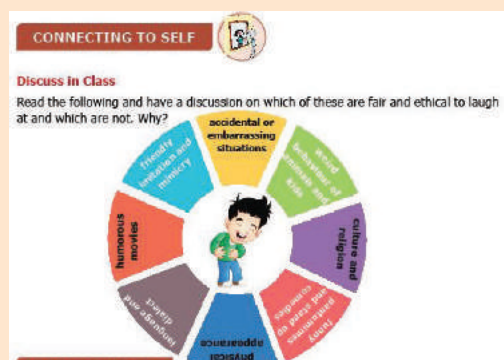 CONNECTING TO SELF
Discuss in Class
Read the following and have a discussion on which of these are fair and ethical to laugh
at and which are not. Why?
accidental or
embarrassing
situations
weird
behaviour of
animals and
kids
culture and
religion
funny
pantomimes
and stand up
comedies
physical
appearance
language and
dialect
humorous
movies
friendly
imitation and
mimicry